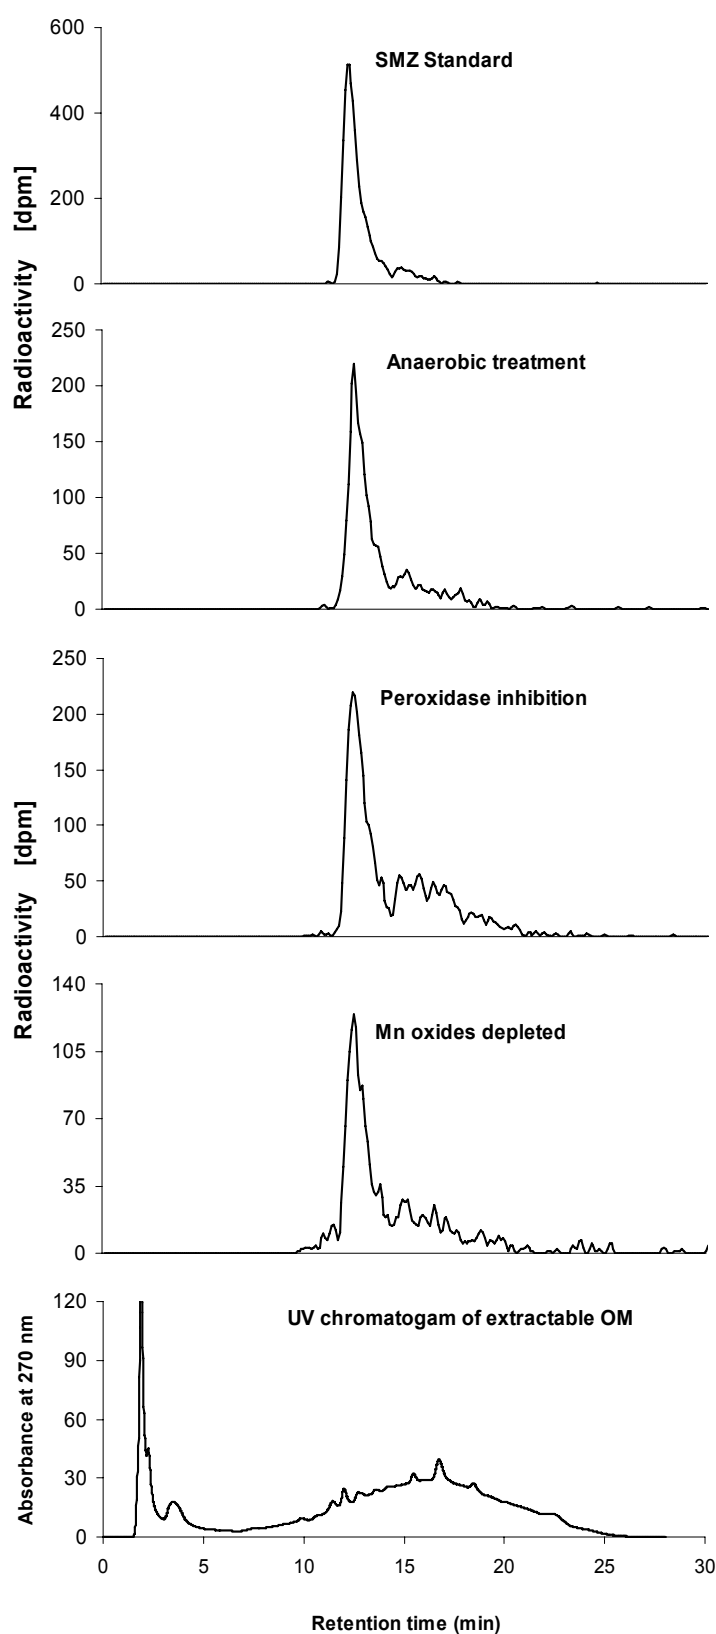 600
SMZ Standard
400
200
0
Radioactivity [dpm]
250
Anaerobic treatment
200
150
100
50
0
250
Peroxidase inhibition
200
150
100
50
0
Radioactivity [dpm]
140
Mn oxides depleted
105
70
35
0
120
UV chromatogam of extractable OM
90
60
30
0
Absorbance at 270 nm
0 5 10 15 20 25 30
Retention time (min)